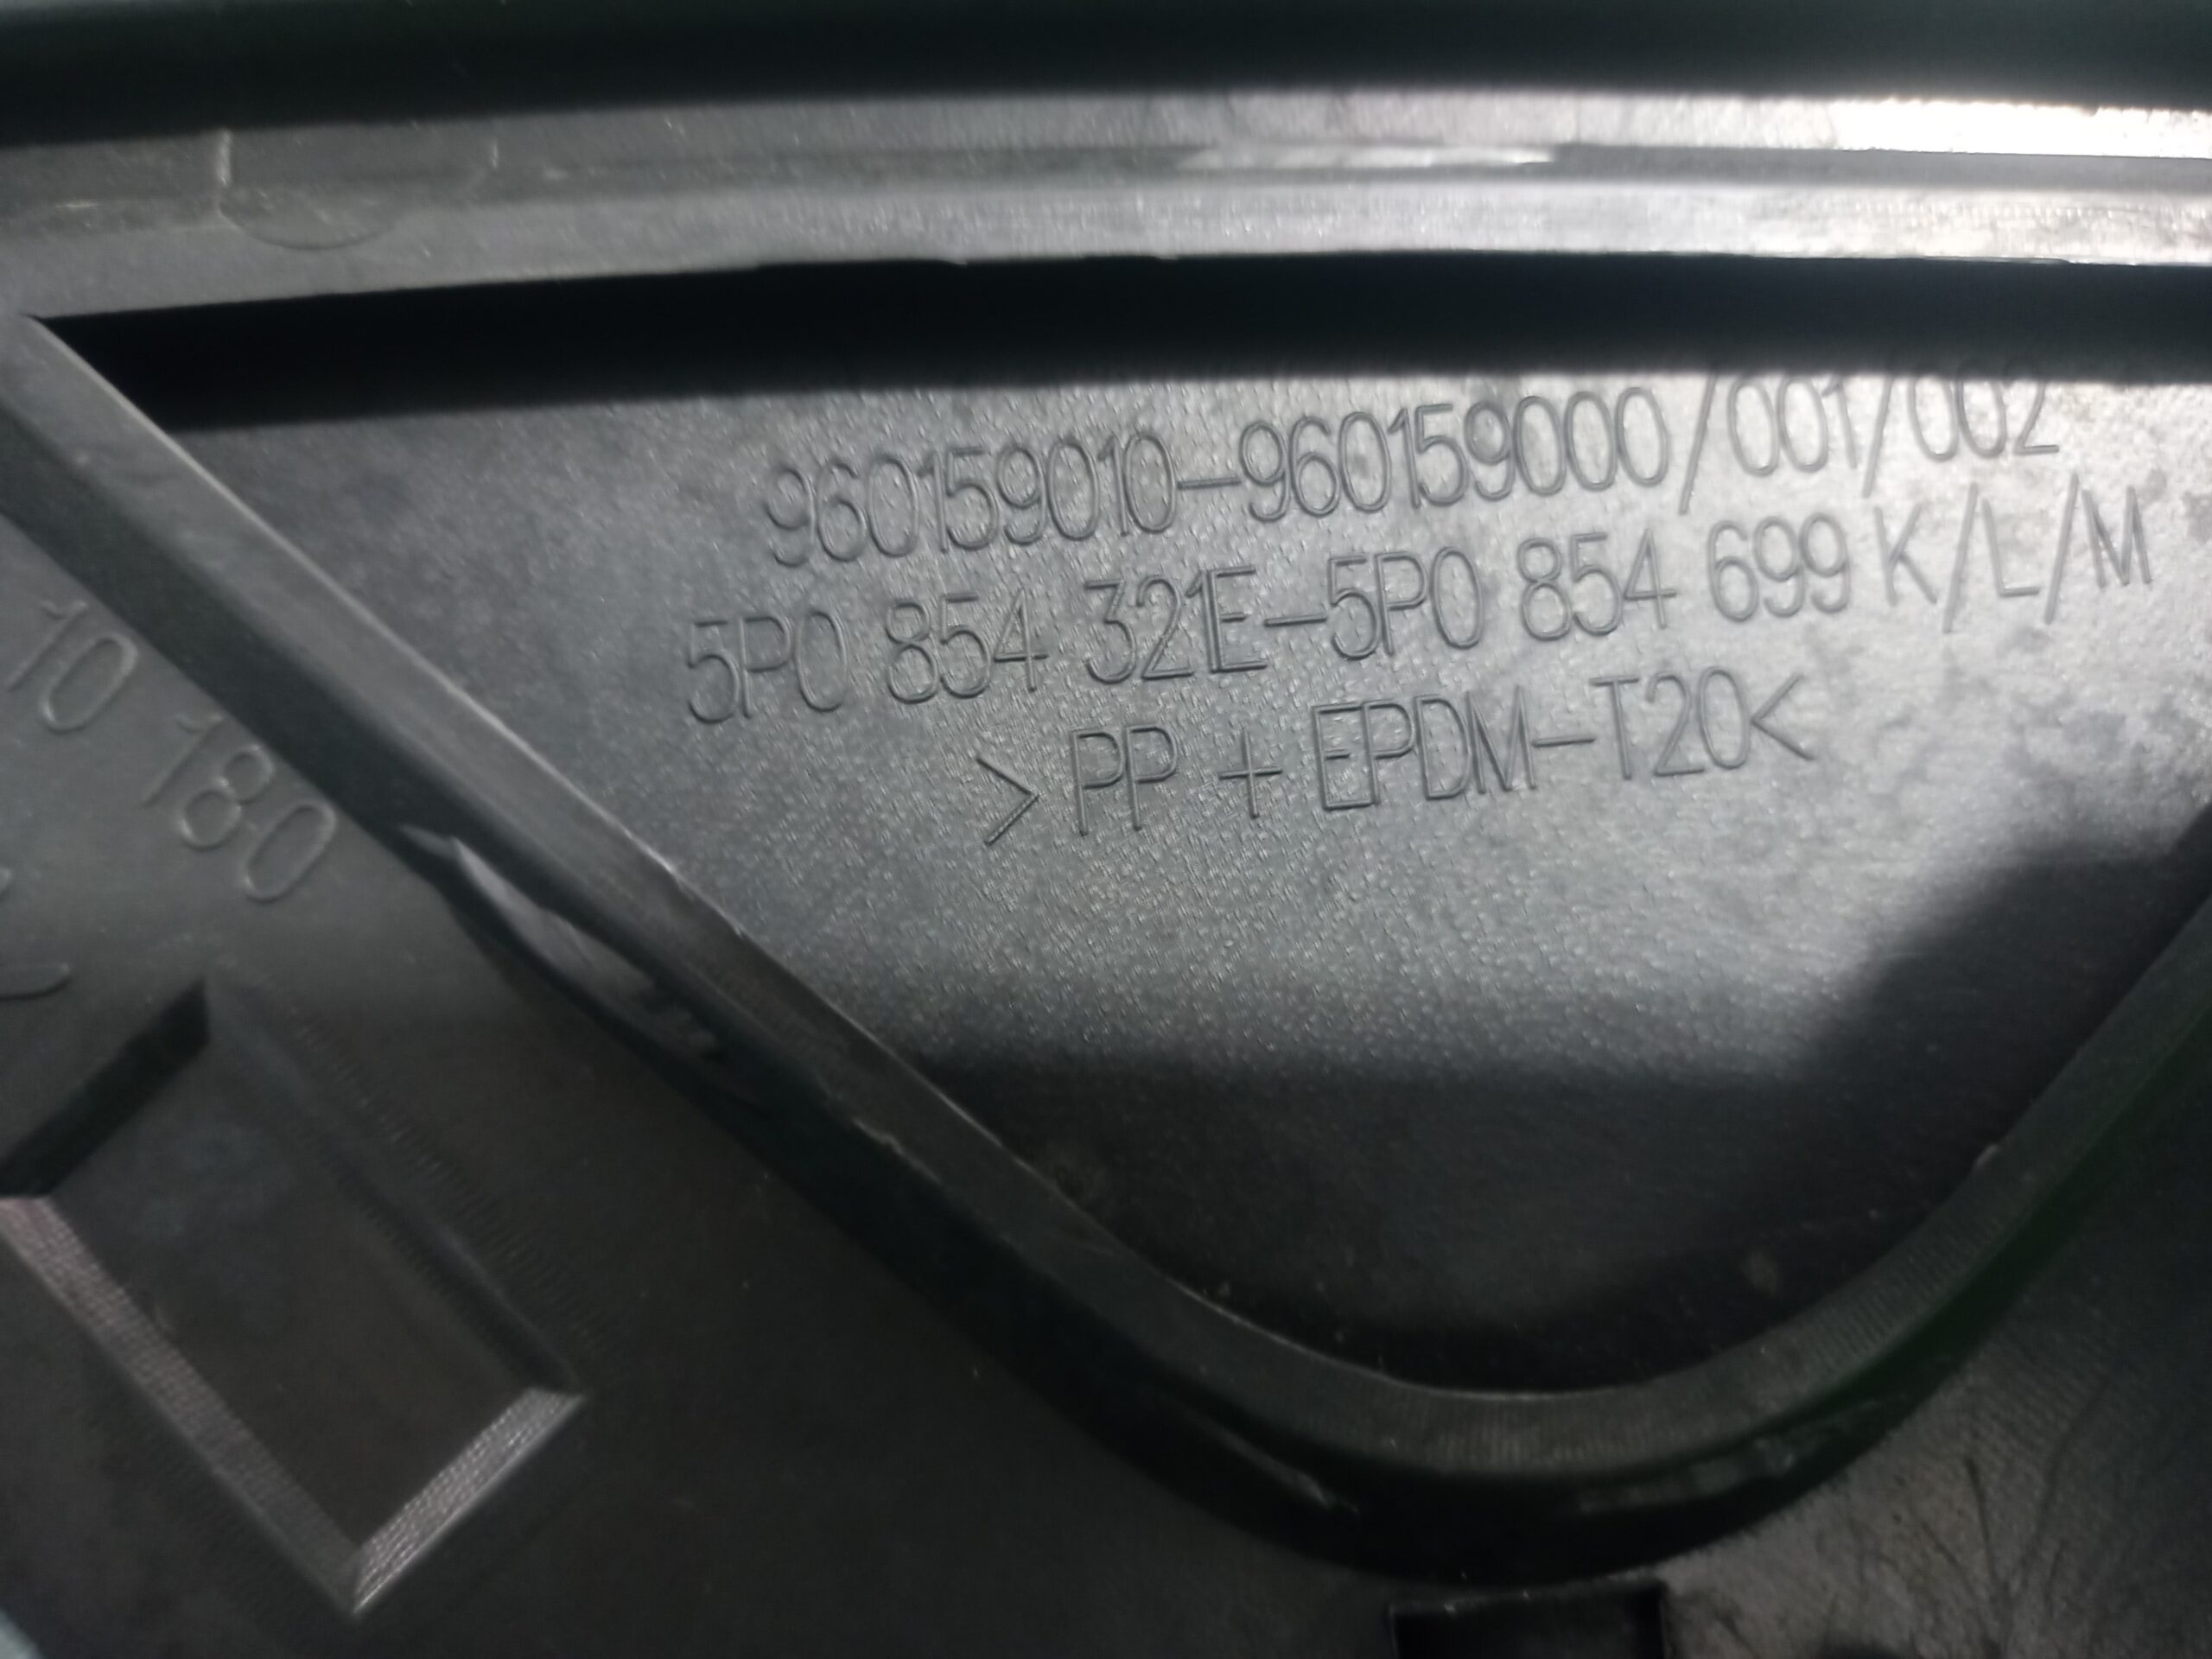 960159010-960159000/001/002
5P0 854 321E-5P0 854 699 K/L/M
>PP + EPDM-T20<
10 180